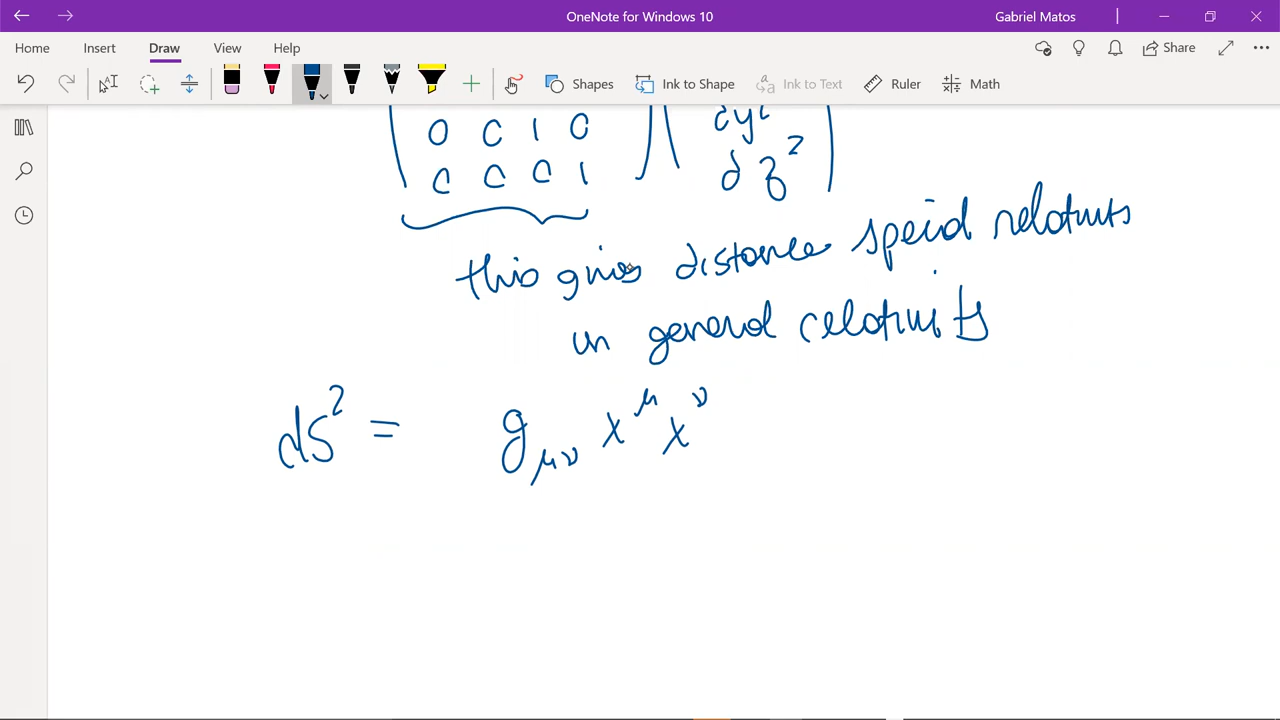 OneNote for Windows 10
Gabriel Matos
Home Insert Draw View Help Share
Shapes Ink to Shape Ink to Text Ruler Math
0 0 1 0 dy²
0 0 0 1 dz²
this gives distance special relativity
in general relativity
dS² = g_μν x^μ x^ν